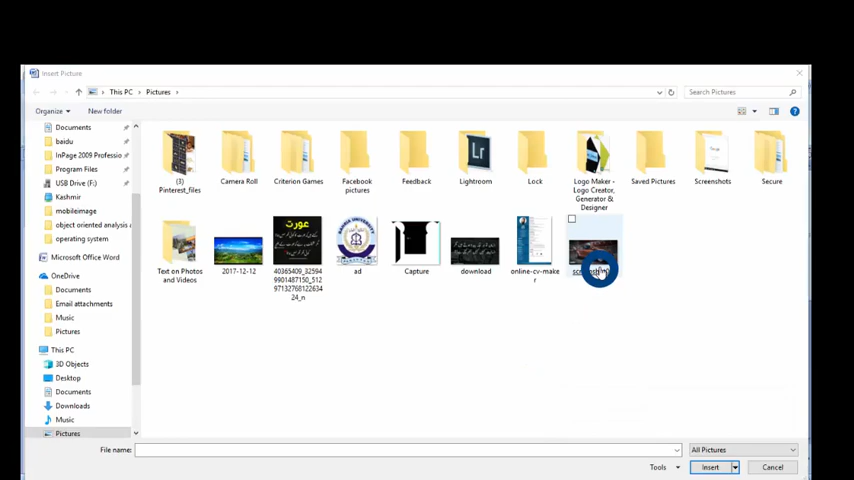 Insert Picture
This PC > Pictures >
Search Pictures
Organize
New folder
Documents
baidu
InPage 2009 Professio
Program Files
USB Drive (F:)
Kashmir
mobileimage
object oriented analysis
operating system
Microsoft Office Word
OneDrive
Documents
Email attachments
Music
Pictures
This PC
3D Objects
Desktop
Documents
Downloads
Music
Pictures
(3)
Pinterest_files
Camera Roll
Criterion Games
Facebook
pictures
Feedback
Lightroom
Lock
Logo Maker -
Logo Creator,
Generator &
Designer
Saved Pictures
Screenshots
Secure
Lr
عورت
Text on Photos
and Videos
2017-12-12
40365409_32594
9901487150_512
97132768122634
24_n
ad
Capture
download
online-cv-make
r
File name:
All Pictures
Tools
Insert
Cancel